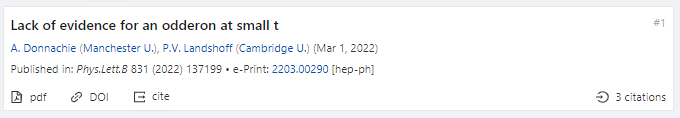 Lack of evidence for an odderon at small t
#1
A. Donnachie (Manchester U.), P.V. Landshoff (Cambridge U.) (Mar 1, 2022)
Published in: Phys.Lett.B 831 (2022) 137199 • e-Print: 2203.00290 [hep-ph]
pdf DOI cite 3 citations